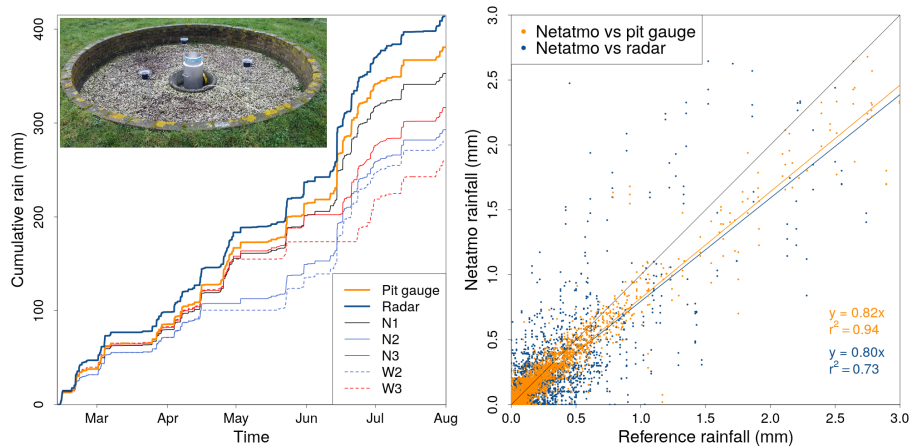 Cumulative rain (mm)
400
300
200
100
0
Pit gauge
Radar
N1
N2
N3
W2
W3
Mar Apr May Jun Jul Aug
Time
Netatmo vs pit gauge
Netatmo vs radar
Netatmo rainfall (mm)
3.0
2.5
2.0
1.5
1.0
0.5
0.0
y = 0.82x
r² = 0.94
y = 0.80x
r² = 0.73
0.0 0.5 1.0 1.5 2.0 2.5 3.0
Reference rainfall (mm)